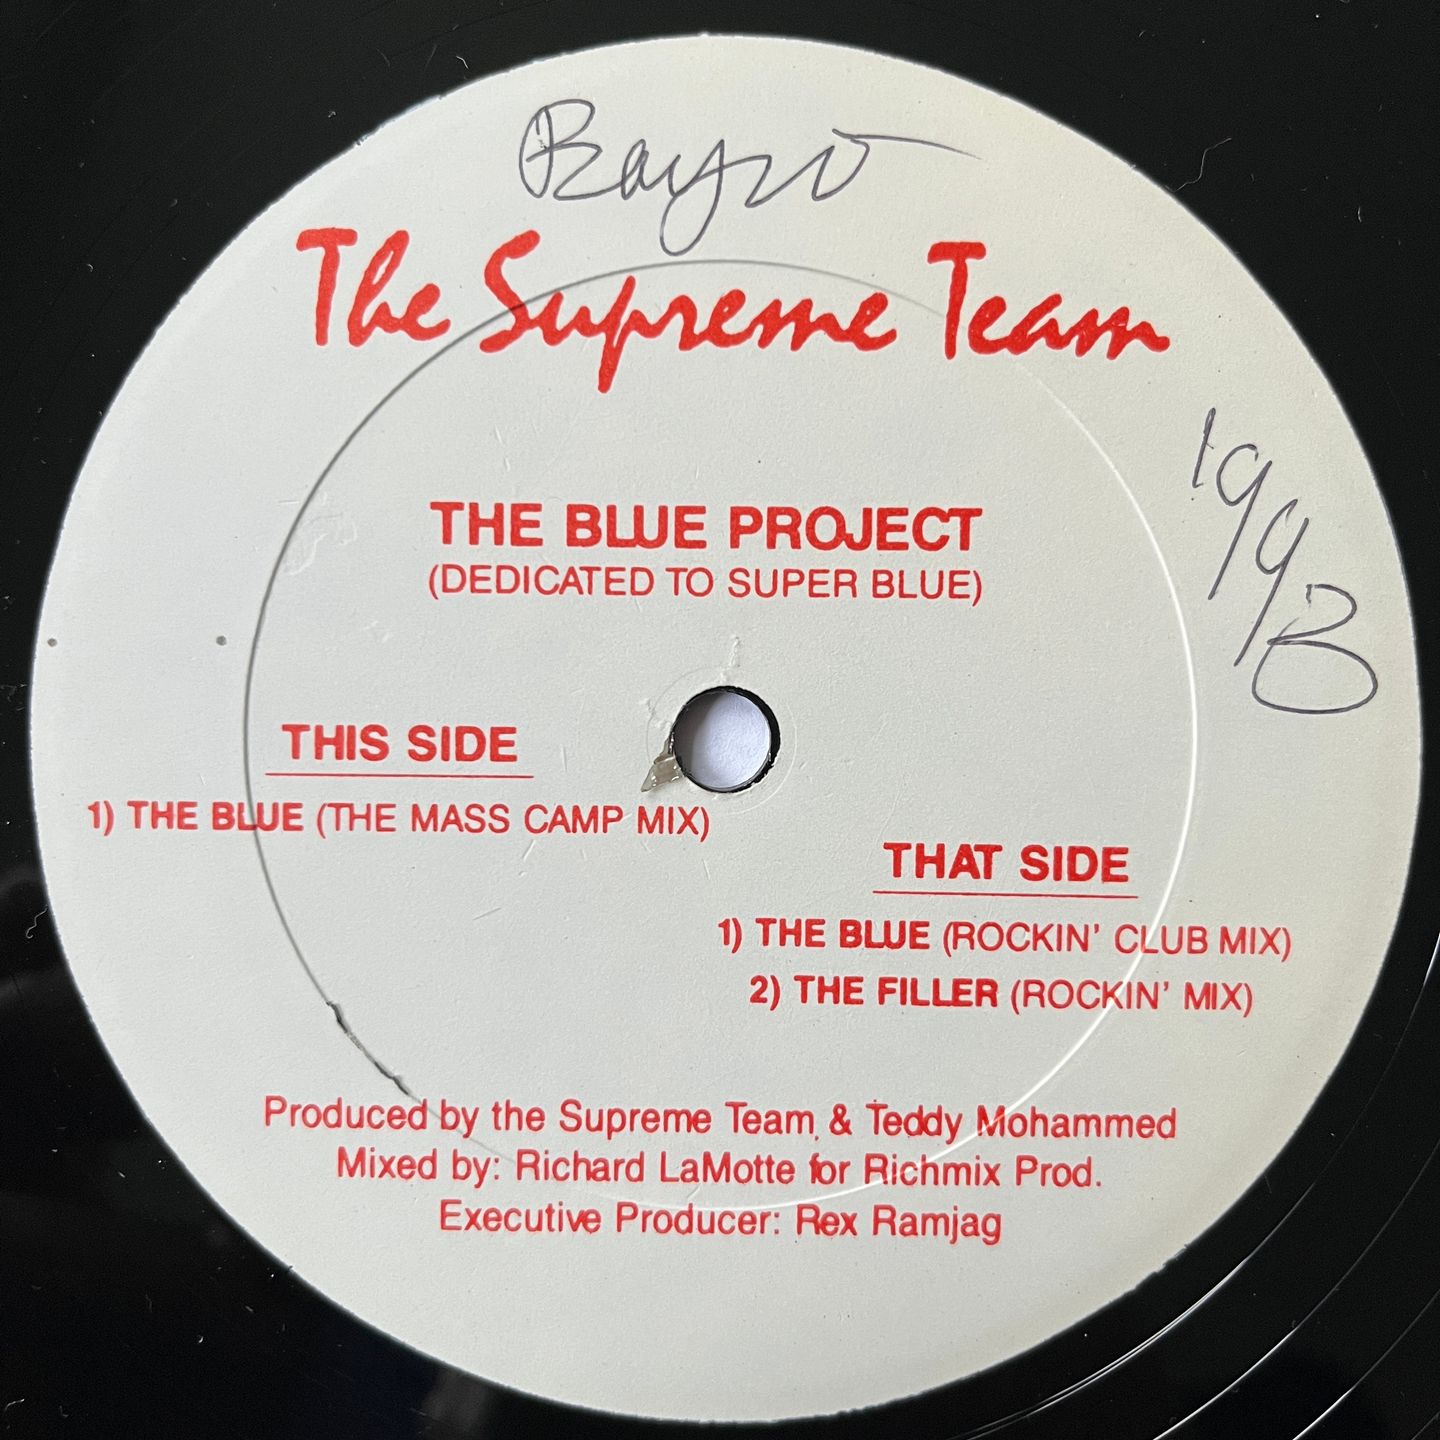 The Supreme Team
1993
THE BLUE PROJECT
(DEDICATED TO SUPER BLUE)
THIS SIDE
1) THE BLUE (THE MASS CAMP MIX)
THAT SIDE
1) THE BLUE (ROCKIN' CLUB MIX)
2) THE FILLER (ROCKIN' MIX)
Produced by the Supreme Team, & Teddy Mohammed
Mixed by: Richard LaMotte for Richmix Prod.
Executive Producer: Rex Ramjag